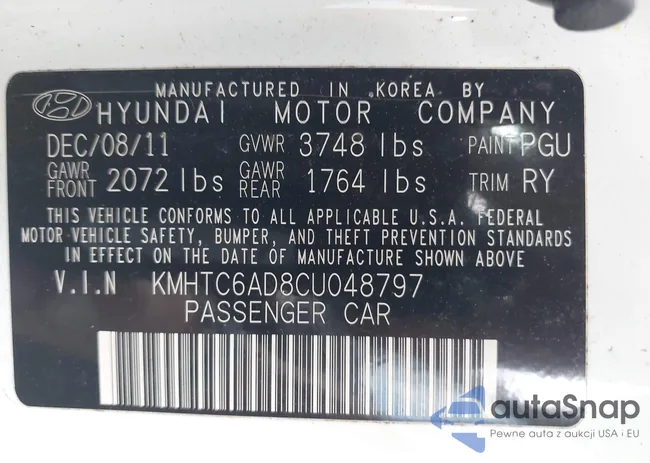 MANUFACTURED IN KOREA BY
HYUNDAI MOTOR COMPANY
DEC/08/11 GVWR 3748 lbs PAINT PGU
GAWR FRONT 2072 lbs GAWR REAR 1764 lbs TRIM RY
THIS VEHICLE CONFORMS TO ALL APPLICABLE U.S.A. FEDERAL
MOTOR-VEHICLE SAFETY, BUMPER, AND THEFT PREVENTION STANDARDS
IN EFFECT ON THE DATE OF MANUFACTURE SHOWN ABOVE.
V.I.N KMHTC6AD8CU048797
PASSENGER CAR
autaSnap
Pewne auta z aukcji USA i EU